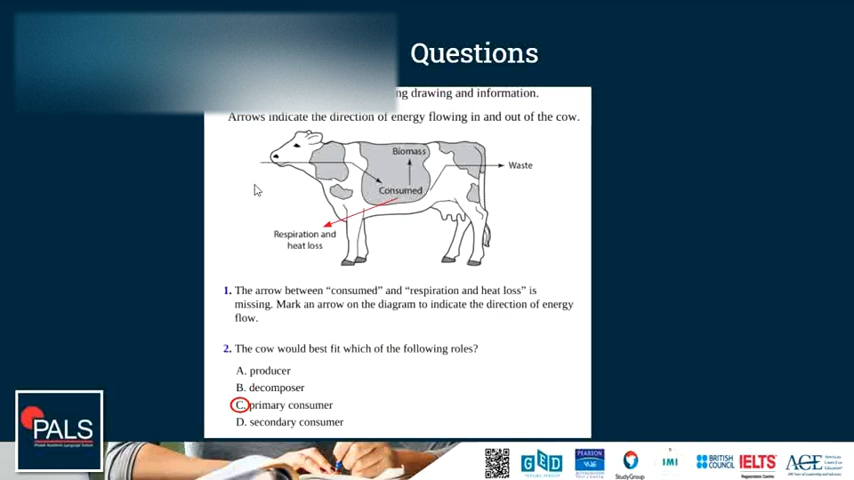 Questions
ng drawing and information.
Arrows indicate the direction of energy flowing in and out of the cow.
Biomass
Waste
Consumed
Respiration and
heat loss
1. The arrow between “consumed” and “respiration and heat loss” is
missing. Mark an arrow on the diagram to indicate the direction of energy
flow.
2. The cow would best fit which of the following roles?
A. producer
B. decomposer
C. primary consumer
D. secondary consumer
PALS
GED
PEARSON
VUE
StudyGroup
IMI
BRITISH
COUNCIL
IELTS
ACE